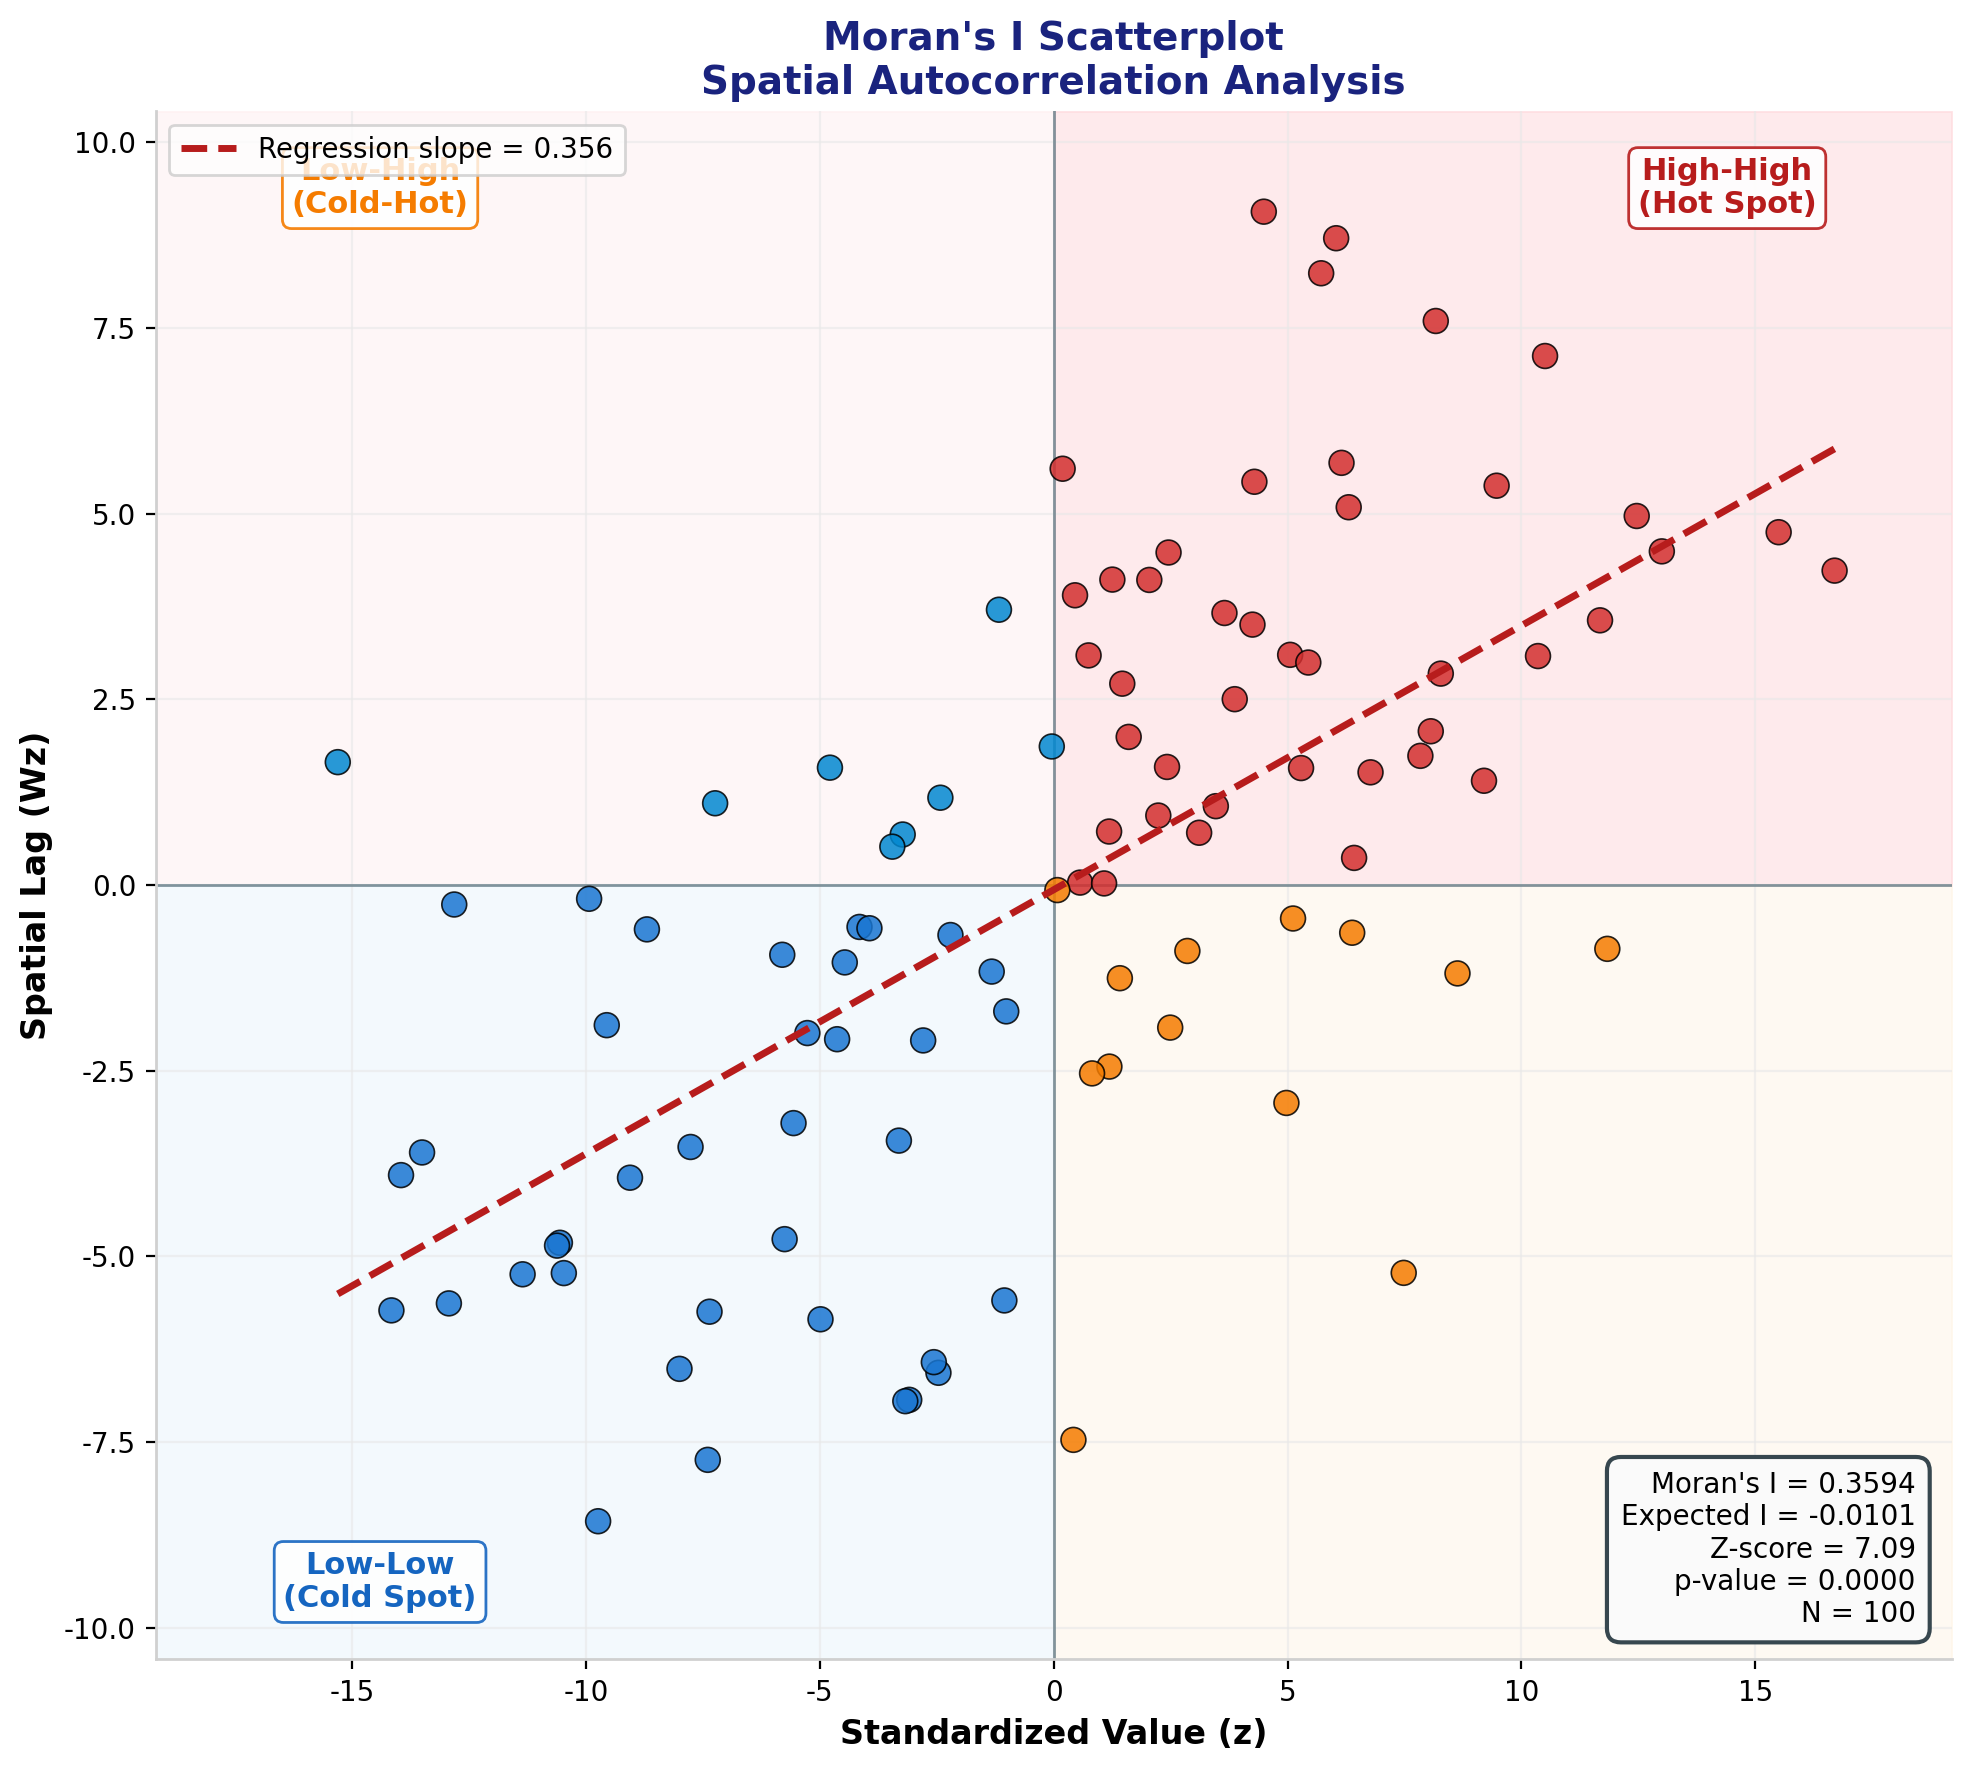 Moran's I Scatterplot
Spatial Autocorrelation Analysis
Regression slope = 0.356
Low-High
(Cold-Hot)
High-High
(Hot Spot)
Low-Low
(Cold Spot)
Moran's I = 0.3594
Expected I = -0.0101
Z-score = 7.09
p-value = 0.0000
N = 100
Spatial Lag (Wz)
10.0
7.5
5.0
2.5
0.0
-2.5
-5.0
-7.5
-10.0
-15
-10
-5
0
5
10
15
Standardized Value (z)